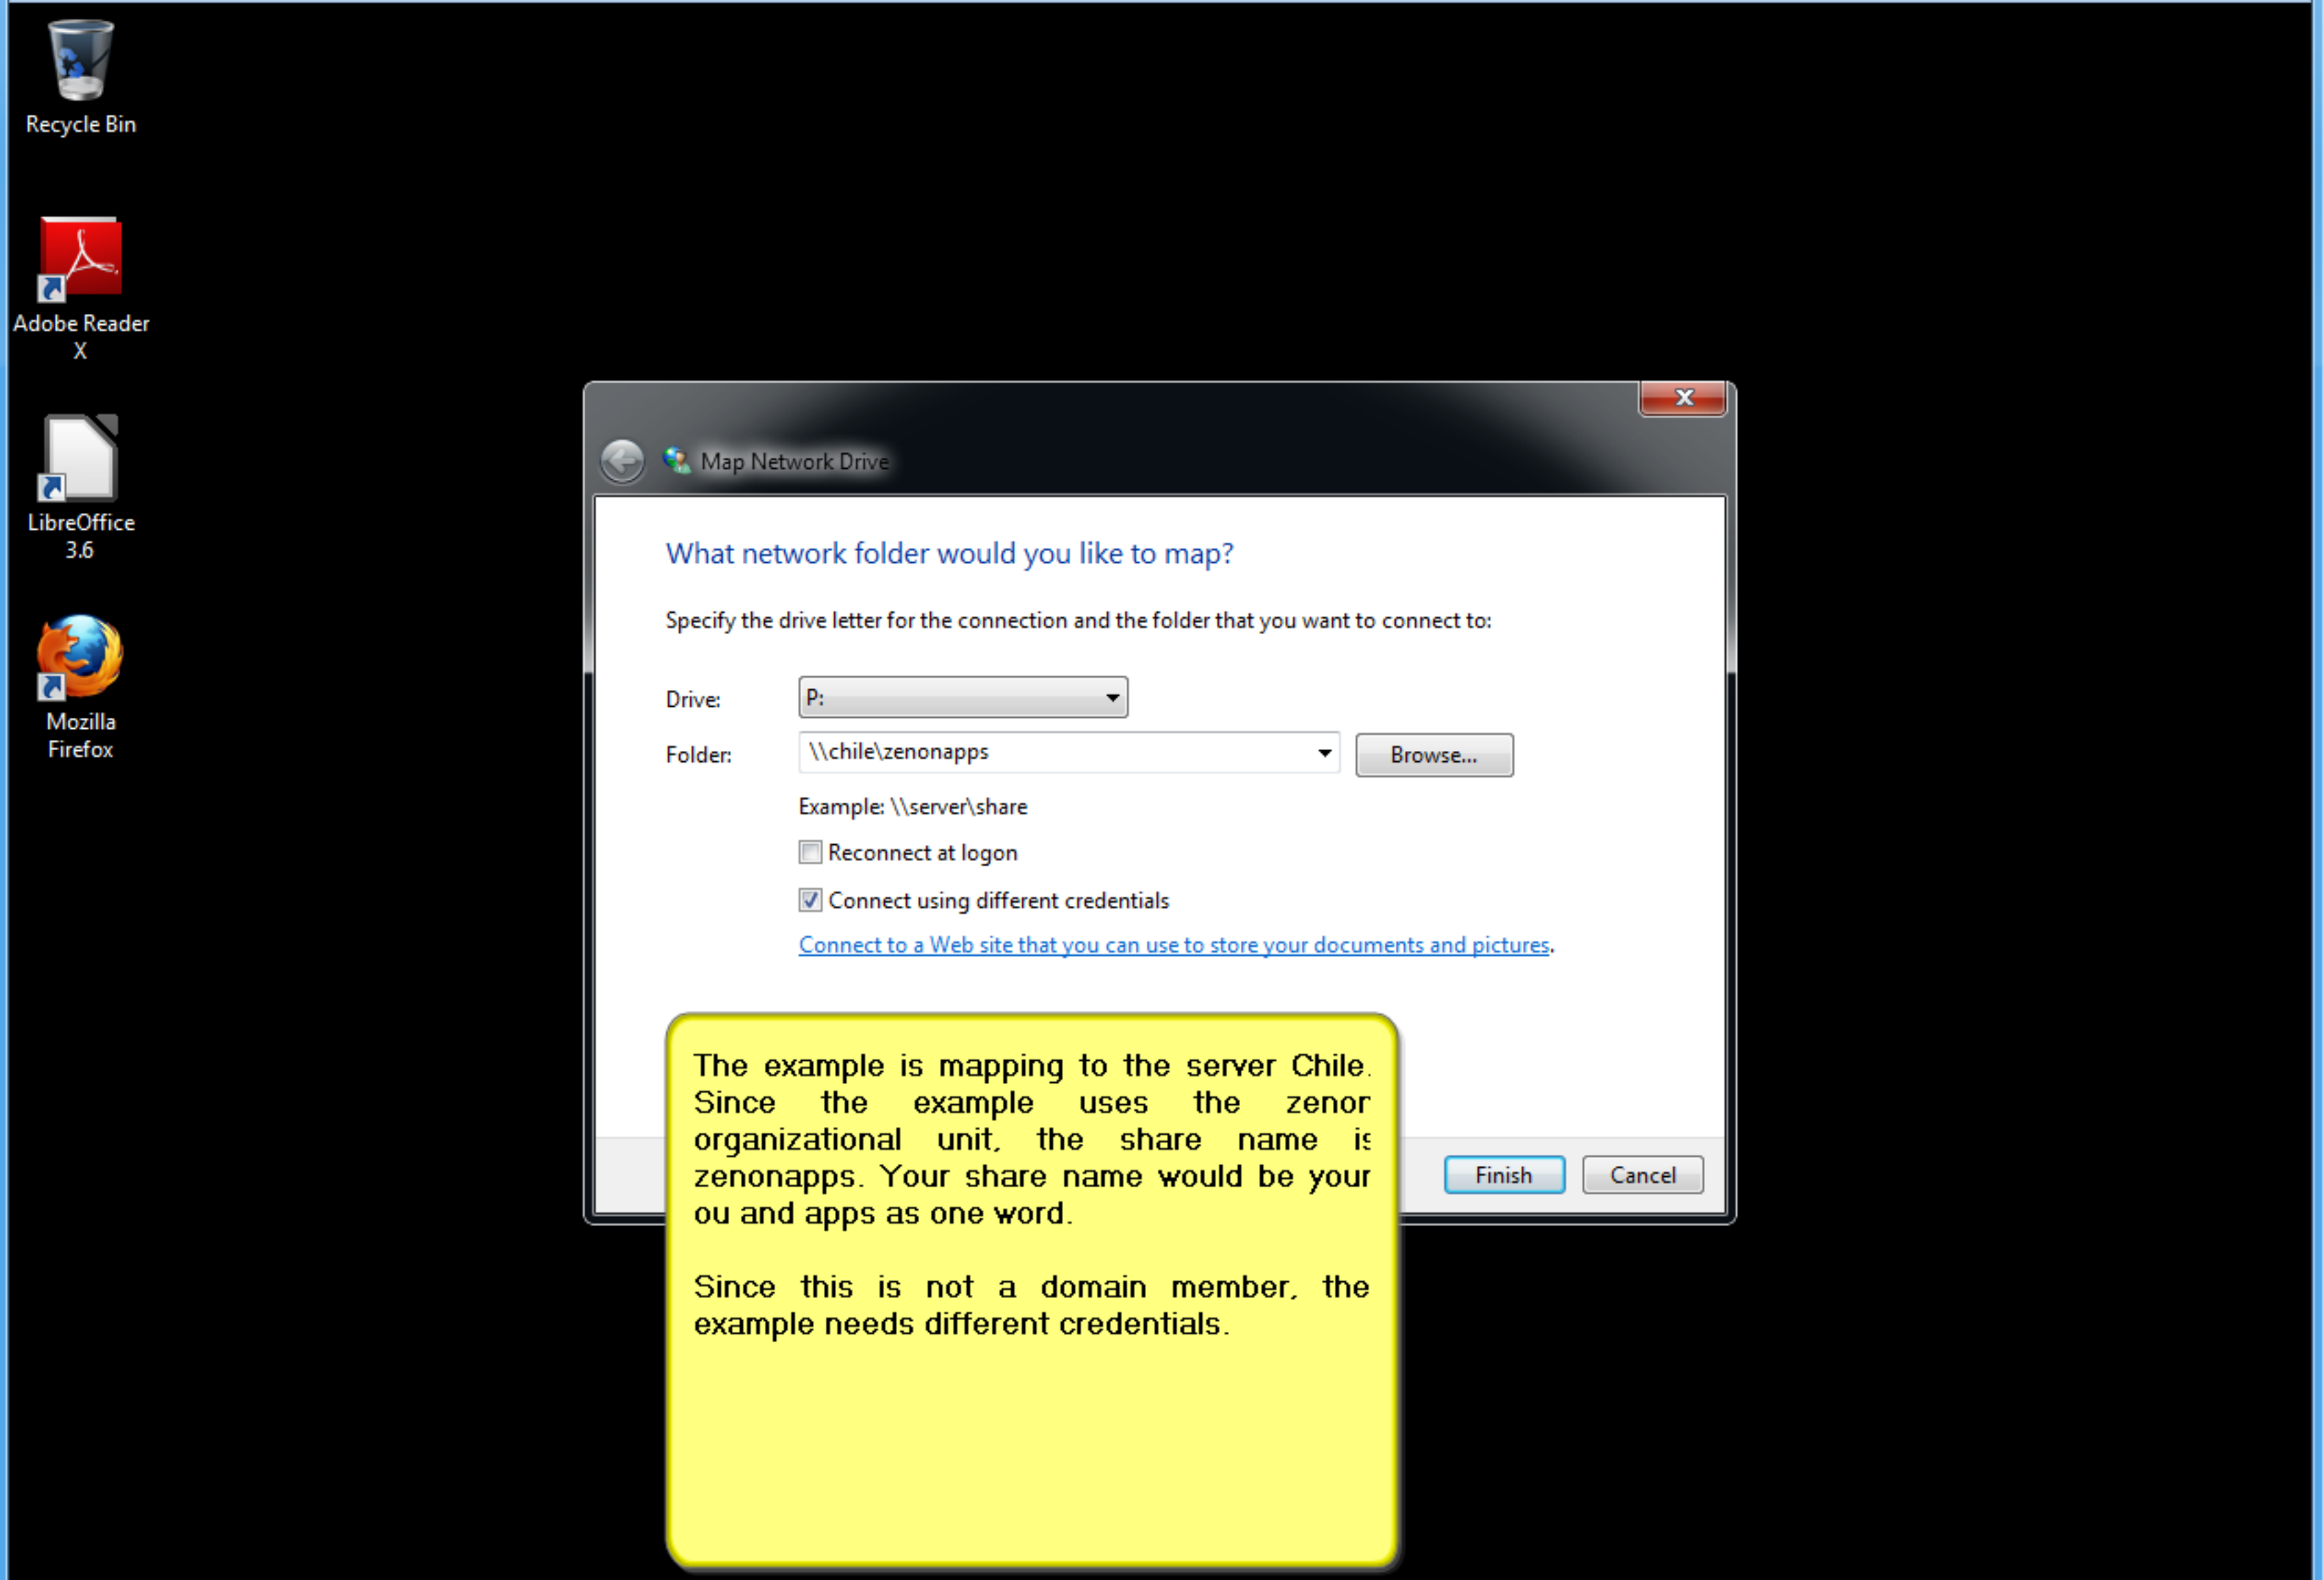 Recycle Bin
Adobe Reader
X
LibreOffice
3.6
Mozilla
Firefox
Map Network Drive
What network folder would you like to map?
Specify the drive letter for the connection and the folder that you want to connect to:
Drive:
P:
Folder:
\\chile\zenonapps
Browse...
Example: \\server\share
Reconnect at logon
Connect using different credentials
Connect to a Web site that you can use to store your documents and pictures.
The example is mapping to the server Chile.
Since the example uses the zenon
organizational unit, the share name is
zenonapps. Your share name would be your
ou and apps as one word.
Since this is not a domain member, the
example needs different credentials.
Finish
Cancel